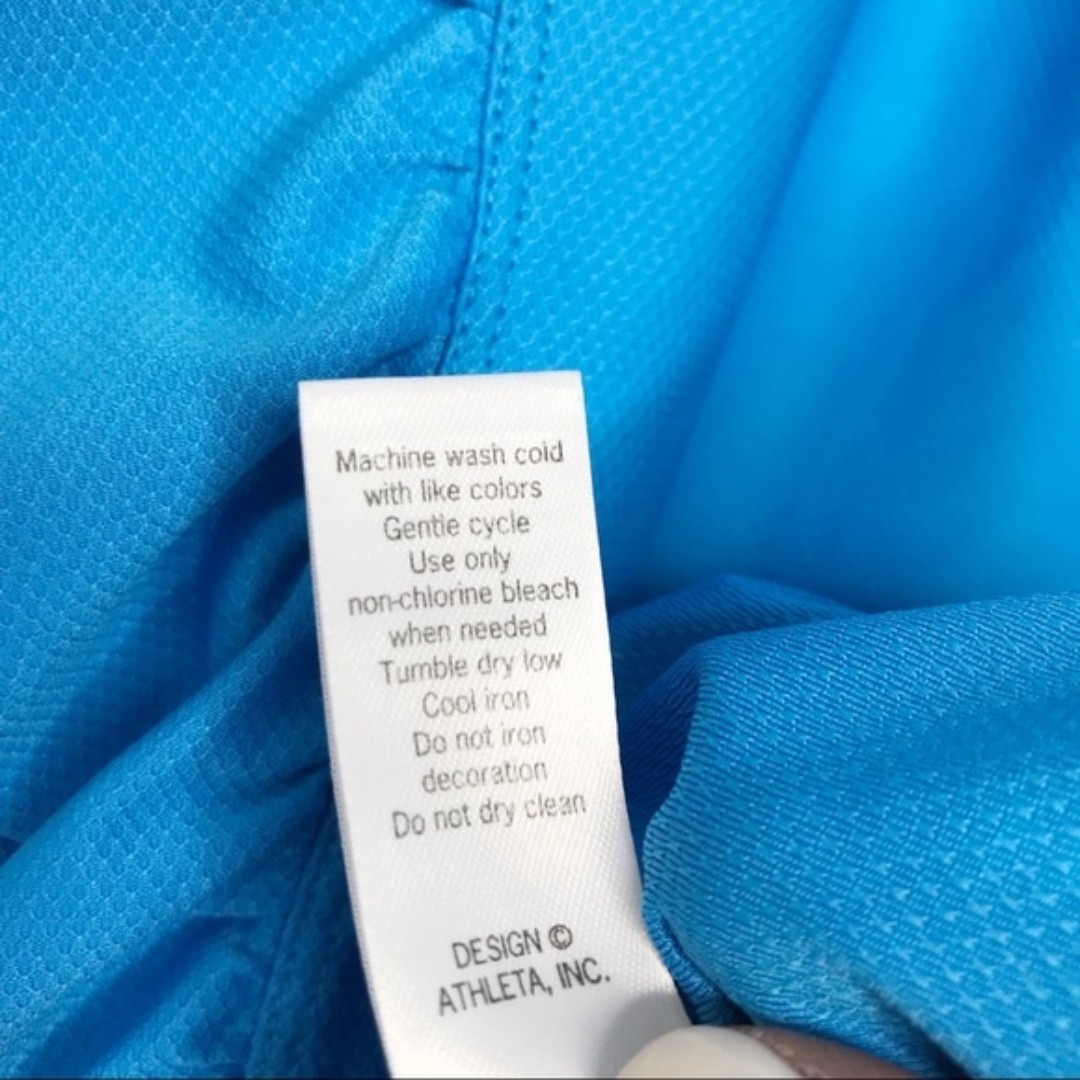 Machine wash cold
with like colors
Gentle cycle
Use only
non-chlorine bleach
when needed
Tumble dry low
Cool iron
Do not iron
decoration
Do not dry clean
DESIGN ©
ATHLETA, INC.